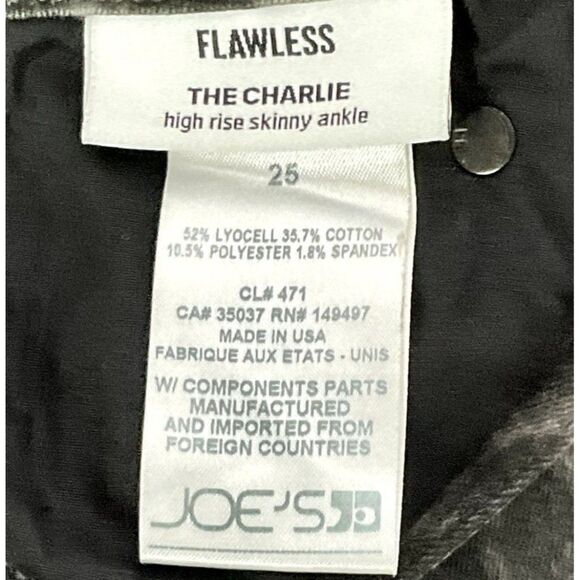 FLAWLESS
THE CHARLIE
high rise skinny ankle
25
52% LYOCELL 35.7% COTTON
10.5% POLYESTER 1.8% SPANDEX
CL# 471
CA# 35037 RN# 149497
MADE IN USA
FABRIQUE AUX ETATS - UNIS
W/ COMPONENTS PARTS
MANUFACTURED
AND IMPORTED FROM
FOREIGN COUNTRIES
JOE'S